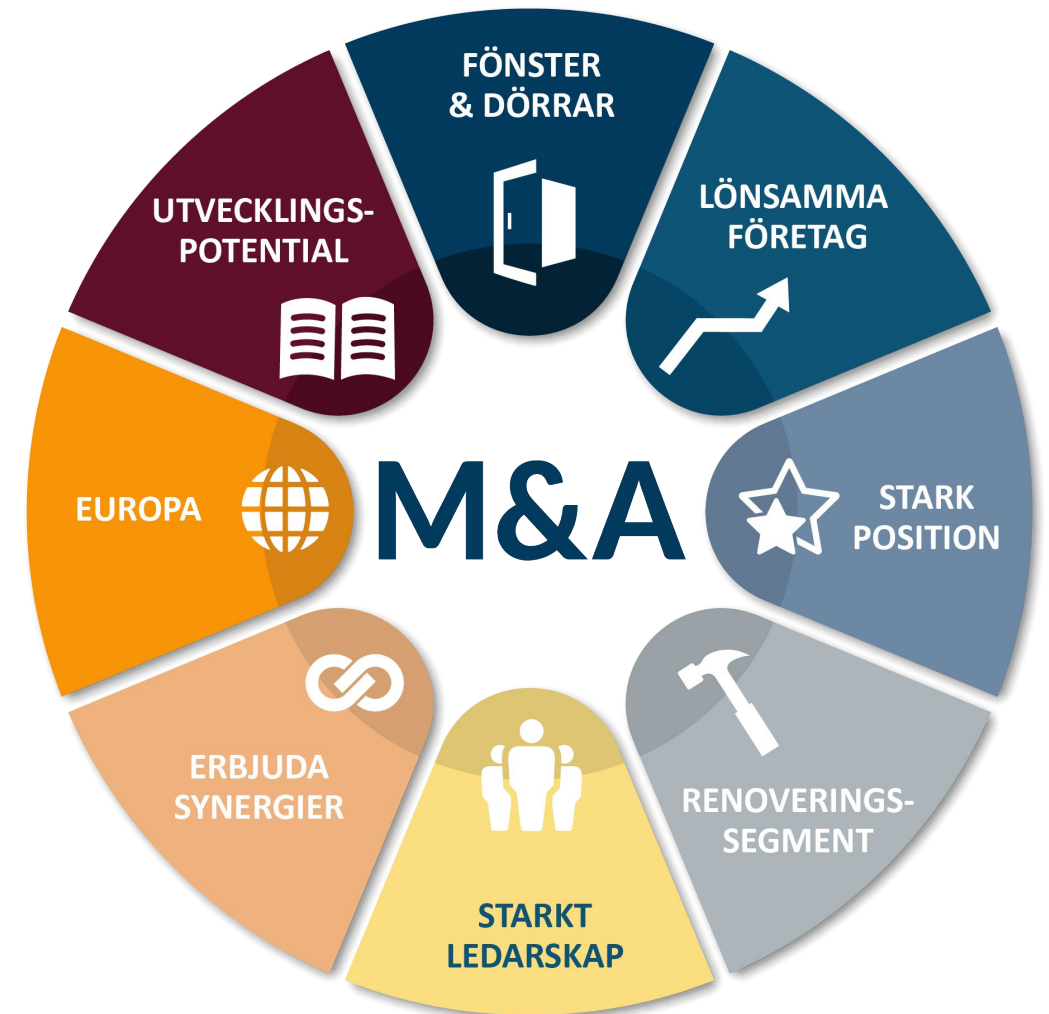 FÖNSTER
& DÖRRAR
LÖNSAMMA
FÖRETAG
STARK
POSITION
RENOVERINGS-
SEGMENT
STARKT
LEDARSKAP
ERBJUDA
SYNERGIER
EUROPA
UTVECKLINGS-
POTENTIAL
M&A